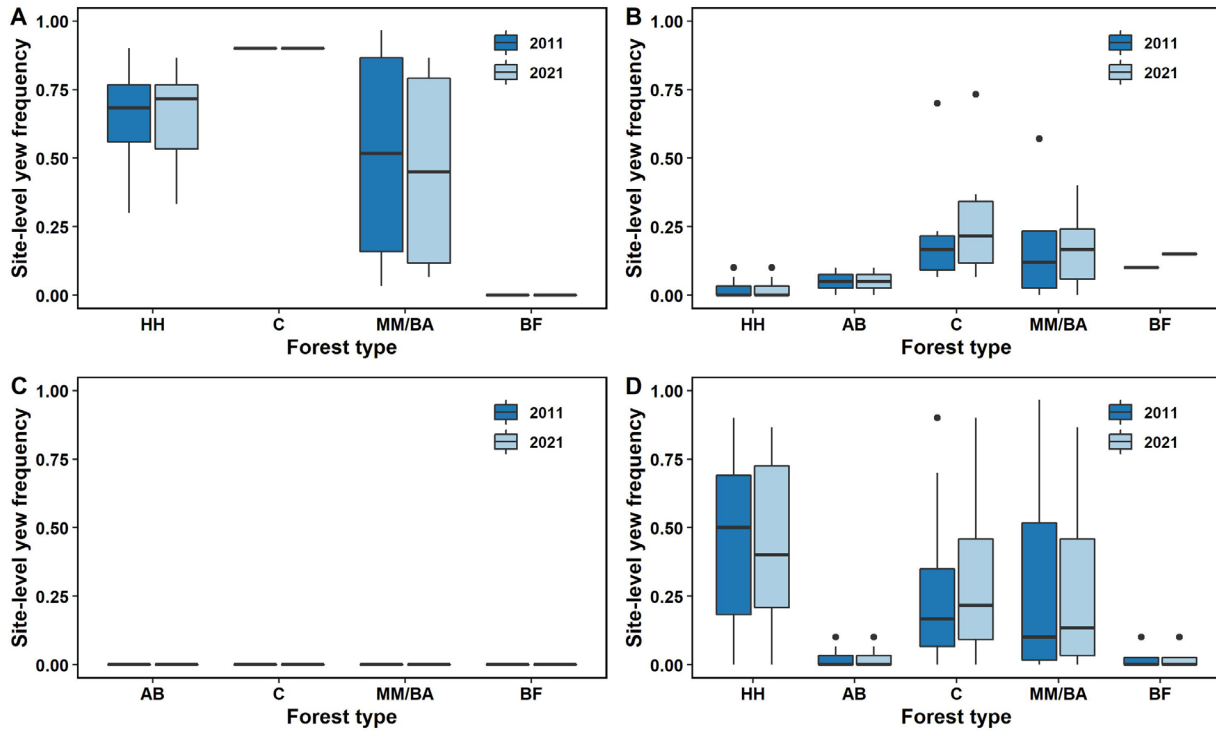 A
1.00
0.75
0.50
0.25
0.00
Site-level yew frequency
2011
2021
HH C MM/BA BF
Forest type
B
1.00
0.75
0.50
0.25
0.00
Site-level yew frequency
2011
2021
HH AB C MM/BA BF
Forest type
C
1.00
0.75
0.50
0.25
0.00
Site-level yew frequency
2011
2021
AB C MM/BA BF
Forest type
D
1.00
0.75
0.50
0.25
0.00
Site-level yew frequency
2011
2021
HH AB C MM/BA BF
Forest type